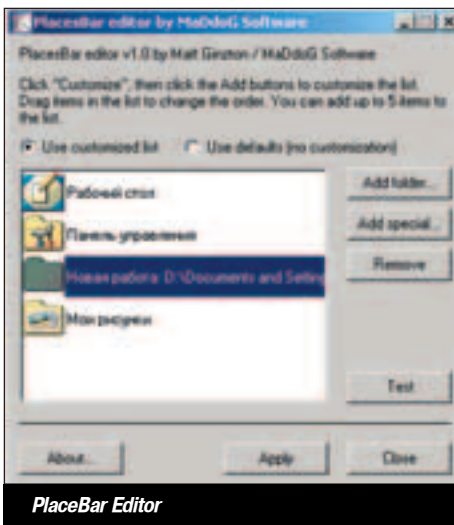 PlacesBar editor by MaDdoG Software
PlacesBar editor v1.0 by Matt Ginzton / MaDdoG Software
Click "Customize", then click the Add buttons to customize the list.
Drag items in the list to change the order. You can add up to 5 items to
the list.
Use customized list Use defaults (no customization)
Рабочий стол
Панель управления
Новая работа: D:\Documents and Setting
Мои рисунки
Add folder...
Add special...
Remove
Test
About... Apply Close
PlaceBar Editor